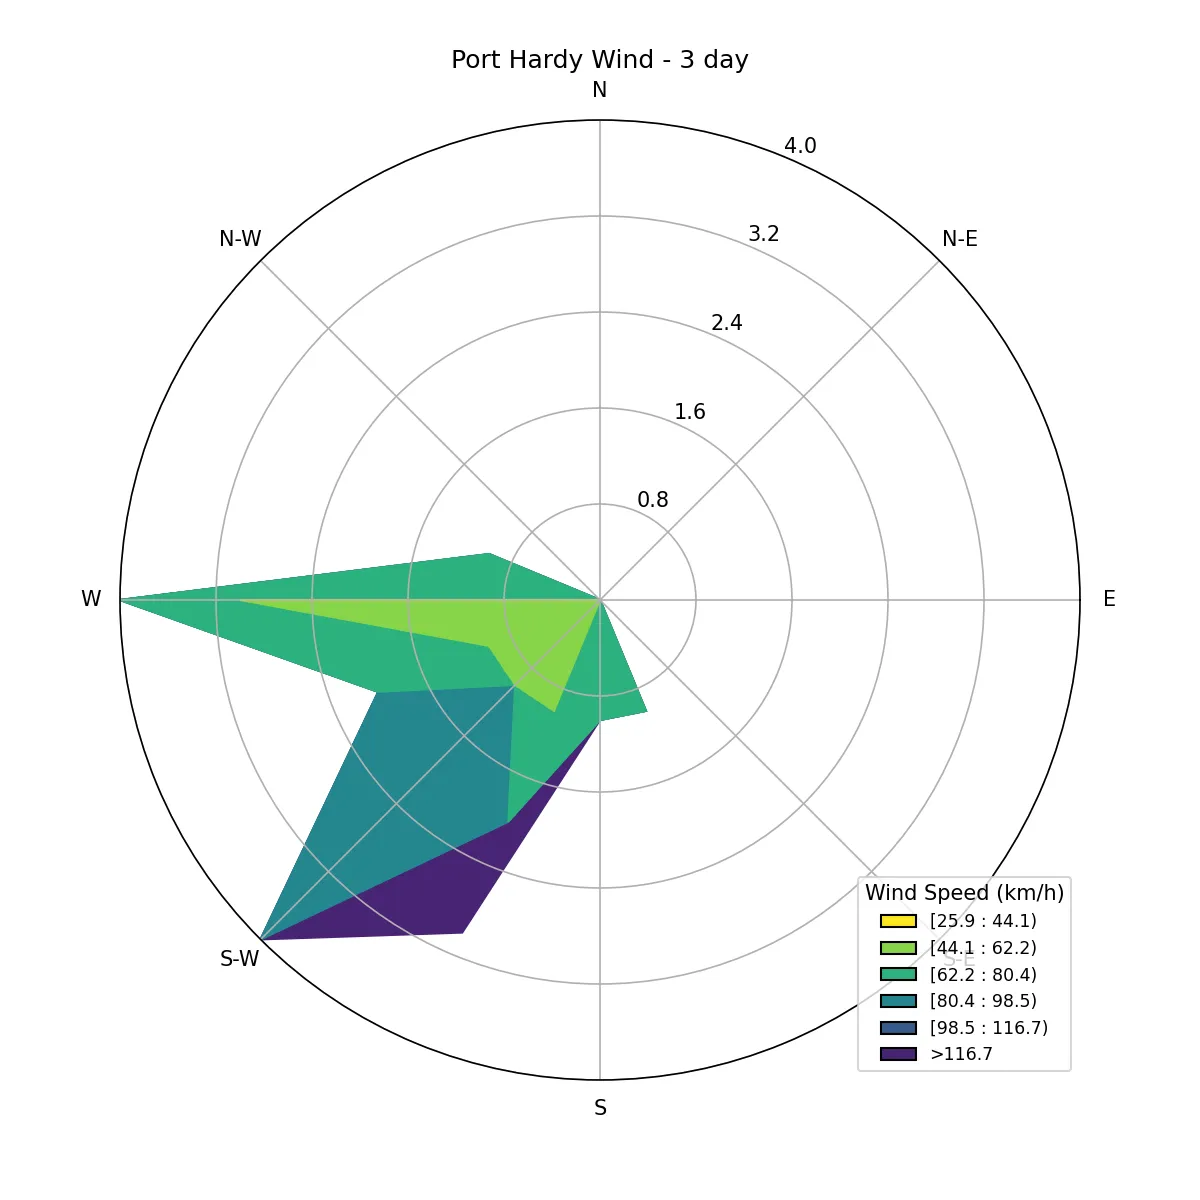 Port Hardy Wind - 3 day
N
4.0
N-W
N-E
3.2
2.4
1.6
0.8
W
E
S-W
S-E
S
Wind Speed (km/h)
[25.9 : 44.1)
[44.1 : 62.2)
[62.2 : 80.4)
[80.4 : 98.5)
[98.5 : 116.7)
>116.7